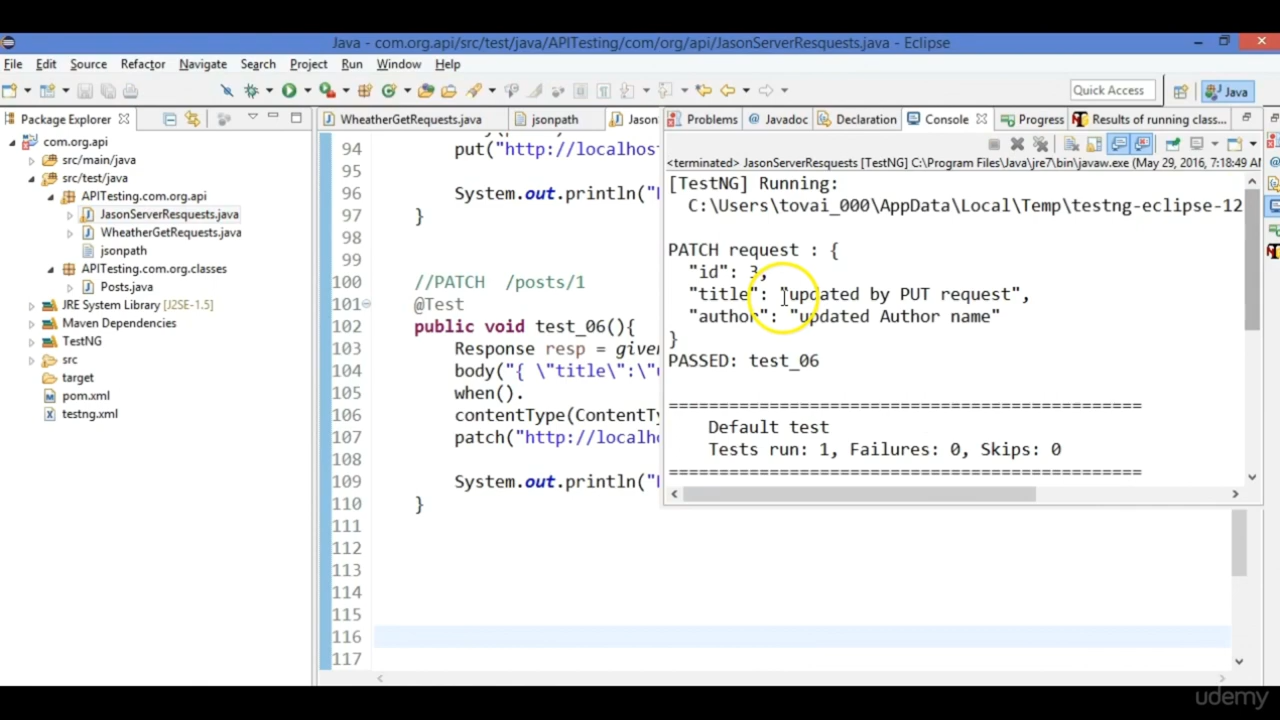 Java - com.org.api/src/test/java/APITesting/com/org/api/JasonServerResquests.java - Eclipse
File Edit Source Refactor Navigate Search Project Run Window Help
Quick Access
Java
Package Explorer
com.org.api
src/main/java
src/test/java
APITesting.com.org.api
JasonServerResquests.java
WheatherGetRequests.java
jsonpath
APITesting.com.org.classes
Posts.java
JRE System Library [J2SE-1.5]
Maven Dependencies
TestNG
src
target
pom.xml
testng.xml
WheatherGetRequests.java jsonpath Jason
94 put("http://localhos
95
96 System.out.println("
97 }
98
99
100 //PATCH /posts/1
101 @Test
102 public void test_06(){
103 Response resp = give
104 body("{ \"title\":\"
105 when().
106 contentType(ContentTy
107 patch("http://localho
108
109 System.out.println("
110 }
111
112
113
114
115
116
117
Problems Javadoc Declaration Console Progress Results of running class...
<terminated> JasonServerResquests [TestNG] C:\Program Files\Java\jre7\bin\javaw.exe (May 29, 2016, 7:18:49 AM
[TestNG] Running:
C:\Users\tovai_000\AppData\Local\Temp\testng-eclipse-12
PATCH request : {
"id": 3,
"title": "updated by PUT request",
"author": "updated Author name"
}
PASSED: test_06
===============================================
Default test
Tests run: 1, Failures: 0, Skips: 0
===============================================
udemy